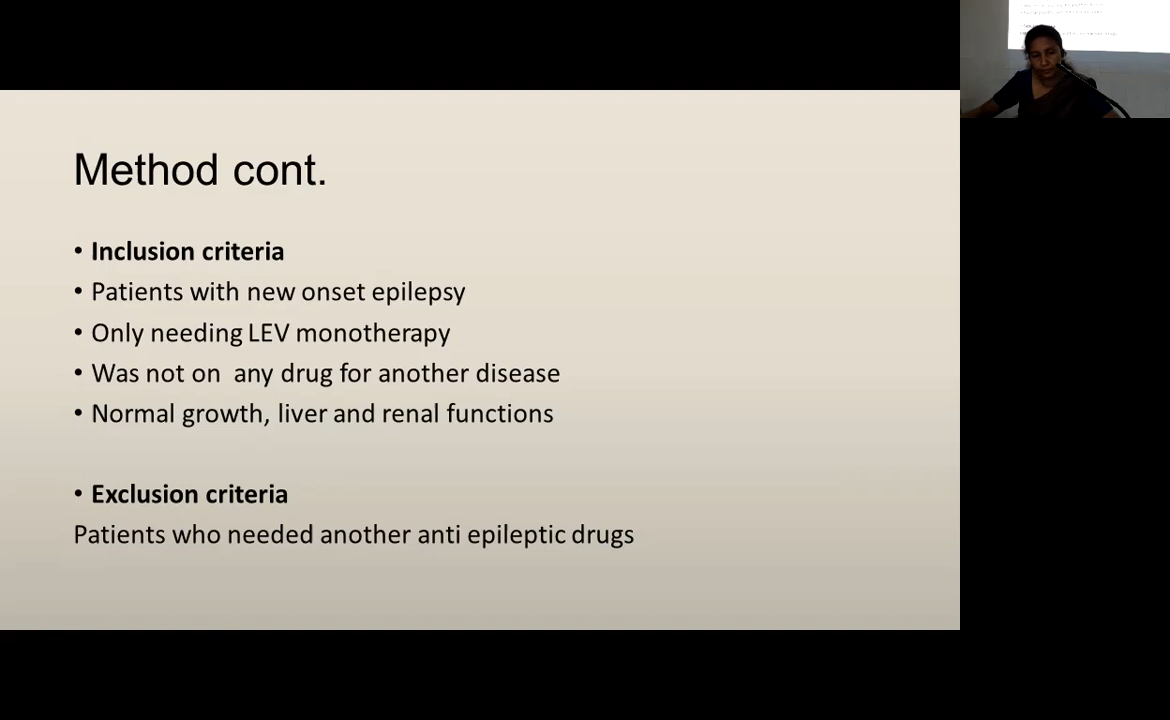 Method cont.
• Inclusion criteria
• Patients with new onset epilepsy
• Only needing LEV monotherapy
• Was not on  any drug for another disease
• Normal growth, liver and renal functions
• Exclusion criteria
Patients who needed another anti epileptic drugs